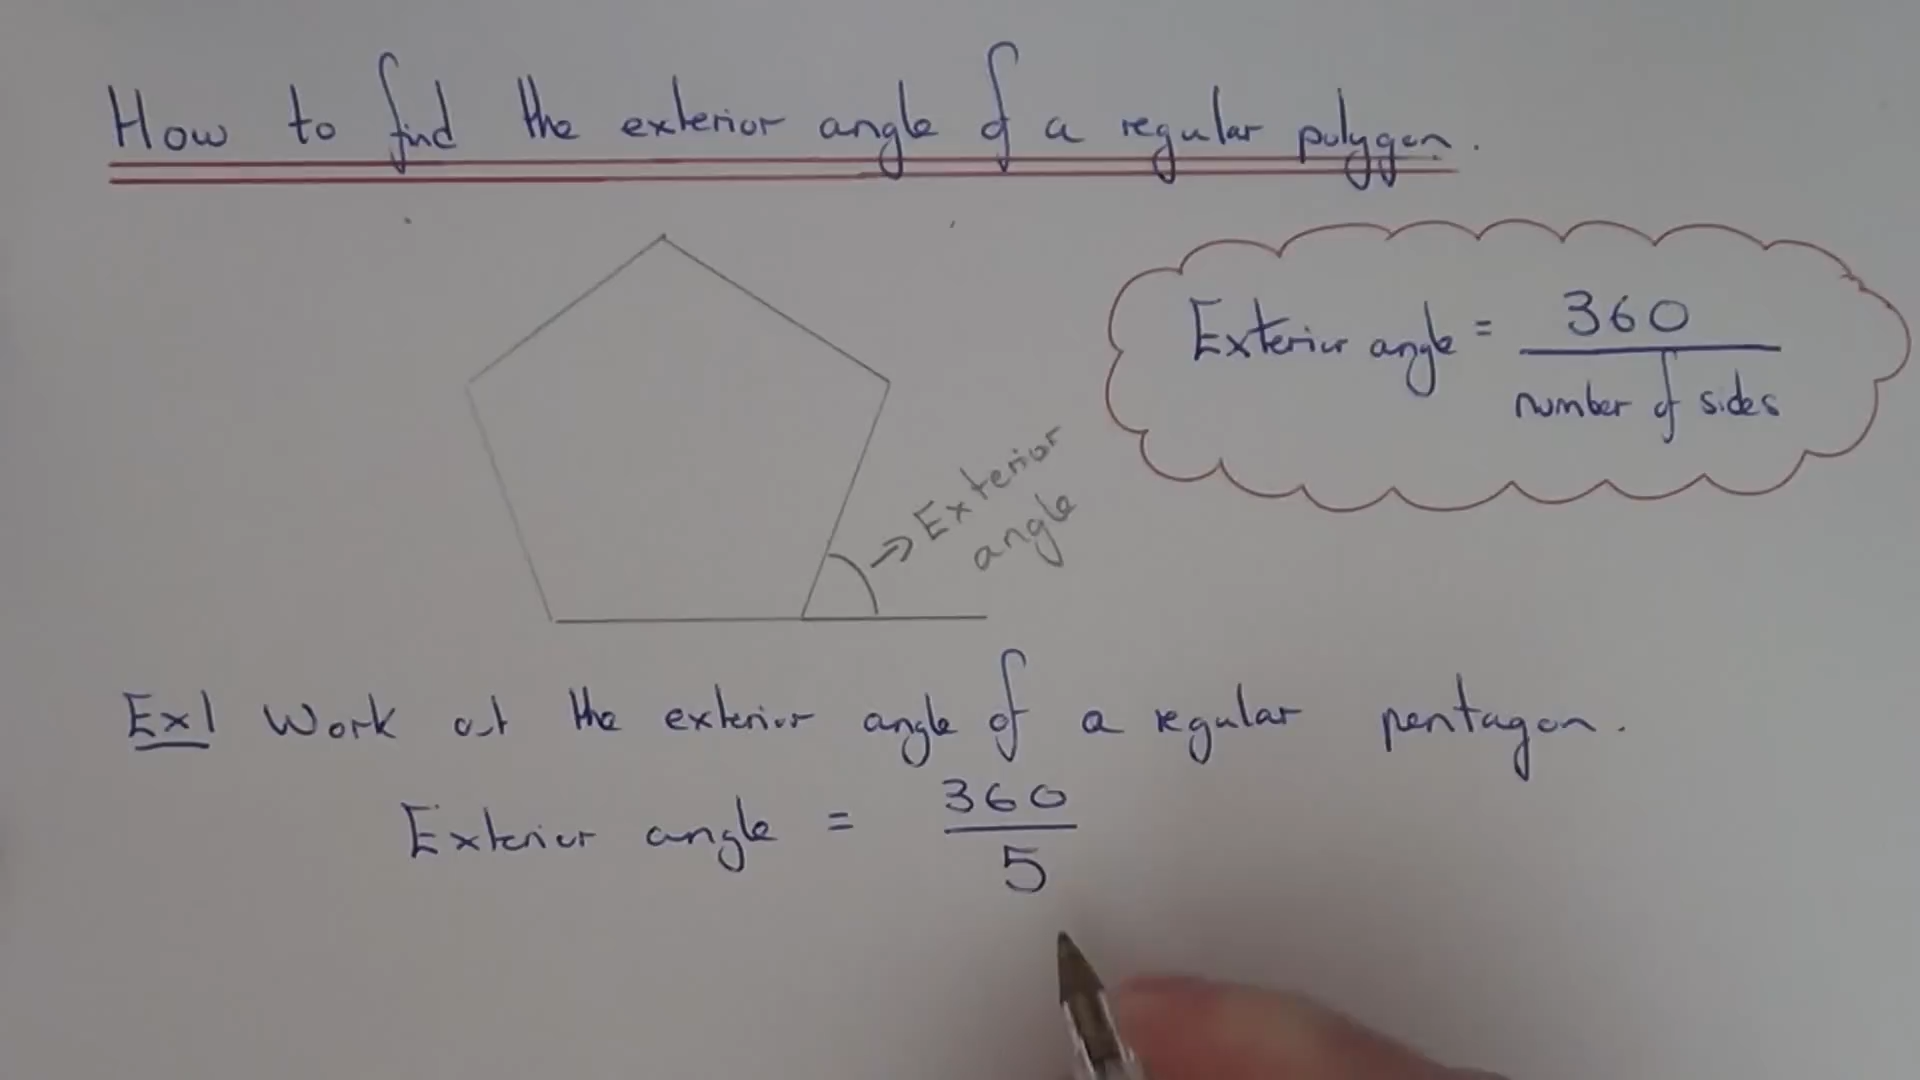 How to find the exterior angle of a regular polygon.
Exterior angle = 360
number of sides
Exterior
angle
Ex1 Work out the exterior angle of a regular pentagon.
Exterior angle = 360
5